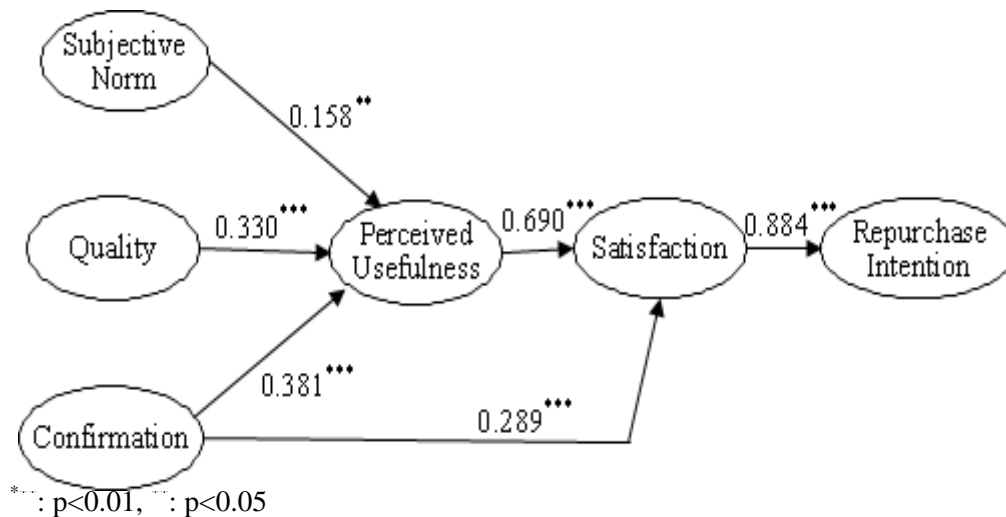 Subjective
Norm
0.158**
Quality
0.330***
Perceived
Usefulness
0.690***
Satisfaction
0.884***
Repurchase
Intention
0.381***
0.289***
Confirmation
***: p<0.01, **: p<0.05